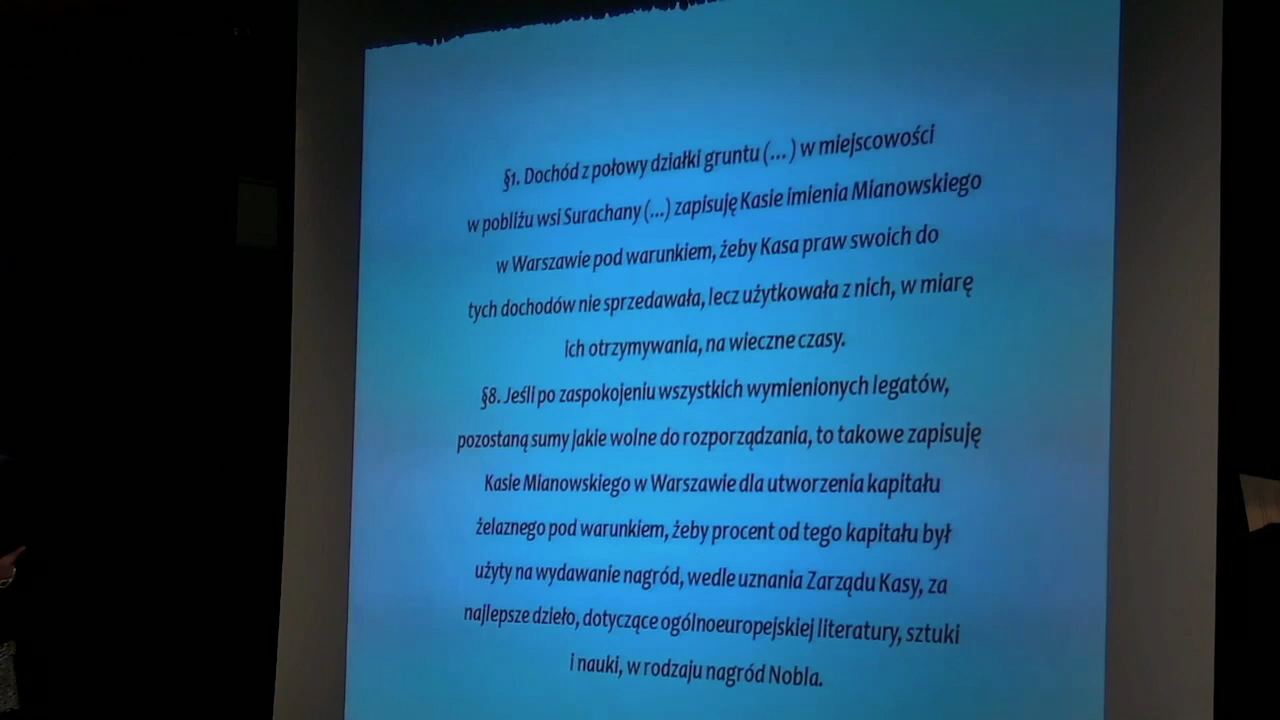 §1. Dochód z połowy działki gruntu (...) w miejscowości
w pobliżu wsi Surachany (...) zapisuję Kasie imienia Mianowskiego
w Warszawie pod warunkiem, żeby Kasa praw swoich do
tych dochodów nie sprzedawała, lecz użytkowała z nich, w miarę
ich otrzymywania, na wieczne czasy.
§8. Jeśli po zaspokojeniu wszystkich wymienionych legatów,
pozostaną sumy jakie wolne do rozporządzania, to takowe zapisuję
Kasie Mianowskiego w Warszawie dla utworzenia kapitału
żelaznego pod warunkiem, żeby procent od tego kapitału był
użyty na wydawanie nagród, wedle uznania Zarządu Kasy, za
najlepsze dzieło, dotyczące ogólnoeuropejskiej literatury, sztuki
i nauki, w rodzaju nagród Nobla.